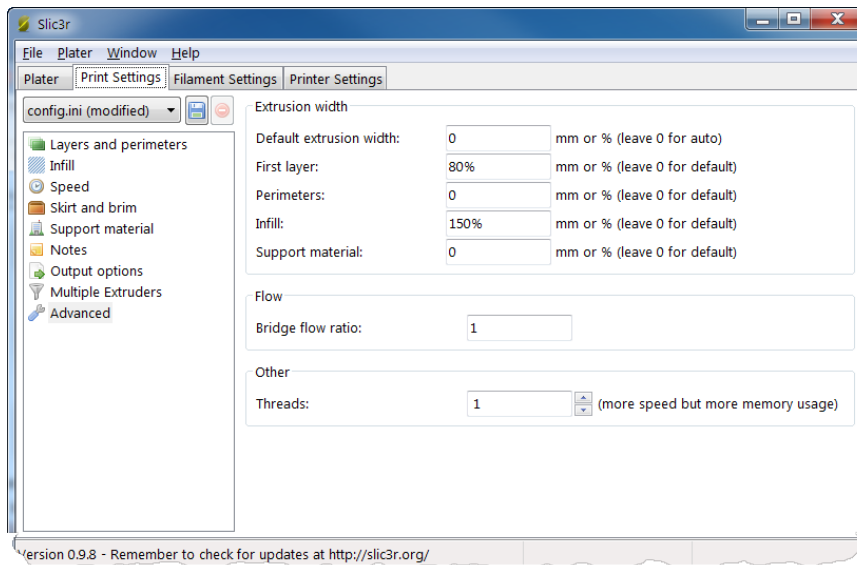 Slic3r
File Plater Window Help
Plater Print Settings Filament Settings Printer Settings
config.ini (modified)
Layers and perimeters
Infill
Speed
Skirt and brim
Support material
Notes
Output options
Multiple Extruders
Advanced
Extrusion width
Default extrusion width: 0 mm or % (leave 0 for auto)
First layer: 80% mm or % (leave 0 for default)
Perimeters: 0 mm or % (leave 0 for default)
Infill: 150% mm or % (leave 0 for default)
Support material: 0 mm or % (leave 0 for default)
Flow
Bridge flow ratio: 1
Other
Threads: 1 (more speed but more memory usage)
Version 0.9.8 - Remember to check for updates at http://slic3r.org/